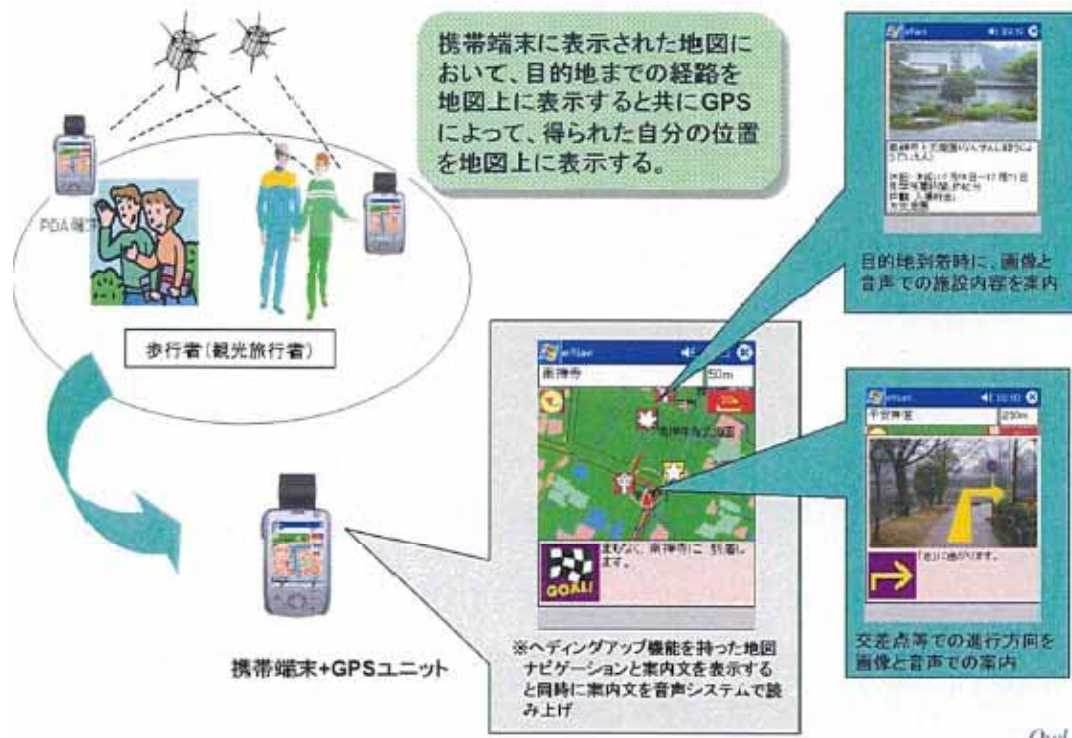 携帯端末に表示された地図に
おいて、目的地までの経路を
地図上に表示すると共にGPS
によって、得られた自分の位置
を地図上に表示する。
PDA端末
歩行者(観光旅行者)
携帯端末+GPSユニット
南禅寺
50m
まもなく、南禅寺に 到着し
ます。
GOAL!
※ヘディングアップ機能を持った地図
ナビゲーションと案内文を表示する
と同時に案内文を音声システムで読
み上げ
目的地到着時に、画像と
音声での施設内容を案内
平安神宮
「右」に曲がります。
交差点等での進行方向を
画像と音声での案内